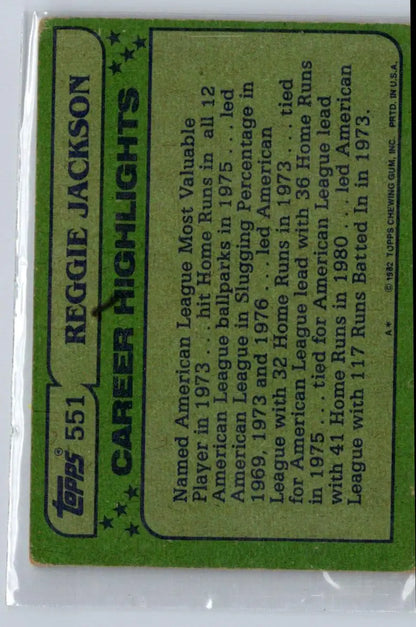 Topps® 551 REGGIE JACKSON
CAREER HIGHLIGHTS
Named American League Most Valuable
Player in 1973 . . . . hit Home Runs in all 12
American League ballparks in 1975 . . . led
American League in Slugging Percentage in
1969, 1973 and 1976 . . . led American
League with 32 Home Runs in 1973 . . . tied
for American League lead with 36 Home Runs
in 1975 . . . tied for American League lead
with 41 Home Runs in 1980 . . . led American
League with 117 Runs Batted In in 1973.
A* © 1982 TOPPS CHEWING GUM, INC. PRTD. IN U.S.A.